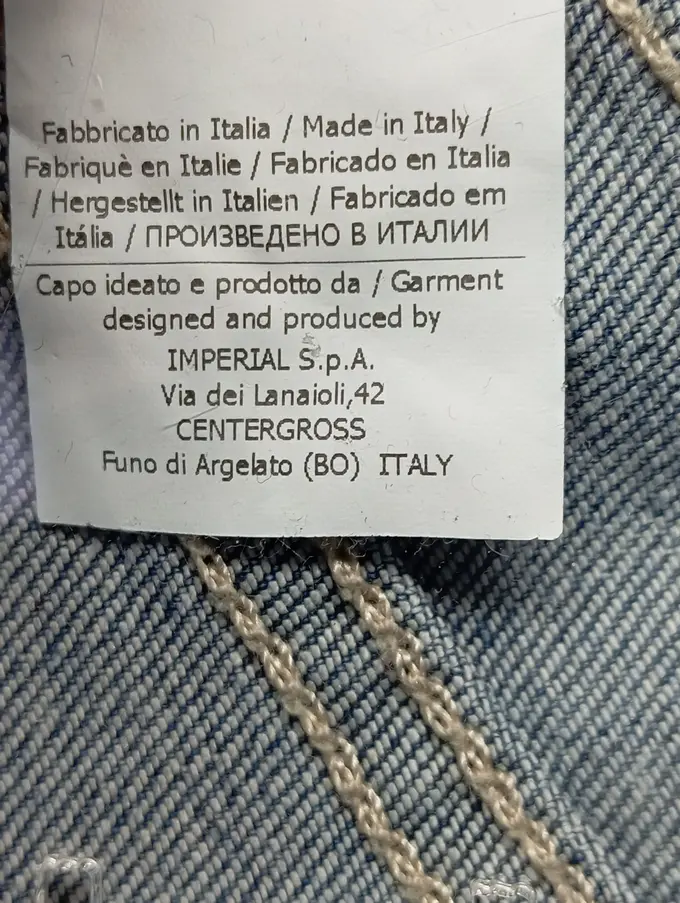 Fabbricato in Italia / Made in Italy /
Fabriquè en Italie / Fabricado en Italia
/ Hergestellt in Italien / Fabricado em
Itália / ПРОИЗВЕДЕНО В ИТАЛИИ
Capo ideato e prodotto da / Garment
designed and produced by
IMPERIAL S.p.A.
Via dei Lanaioli,42
CENTERGROSS
Funo di Argelato (BO) ITALY